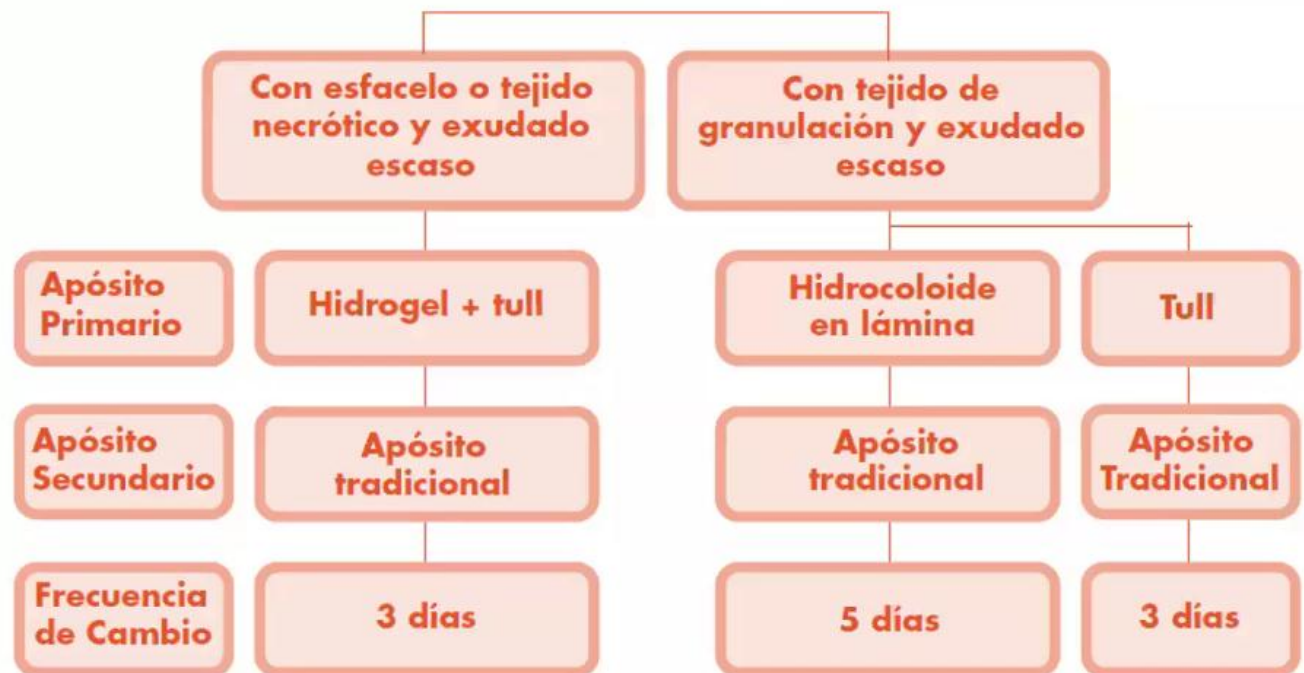 Con esfacelo o tejido
necrótico y exudado
escaso
Con tejido de
granulación y exudado
escaso
Apósito
Primario
Hidrogel + tull
Hidrocoloide
en lámina
Tull
Apósito
Secundario
Apósito
tradicional
Apósito
tradicional
Apósito
Tradicional
Frecuencia
de Cambio
3 días
5 días
3 días